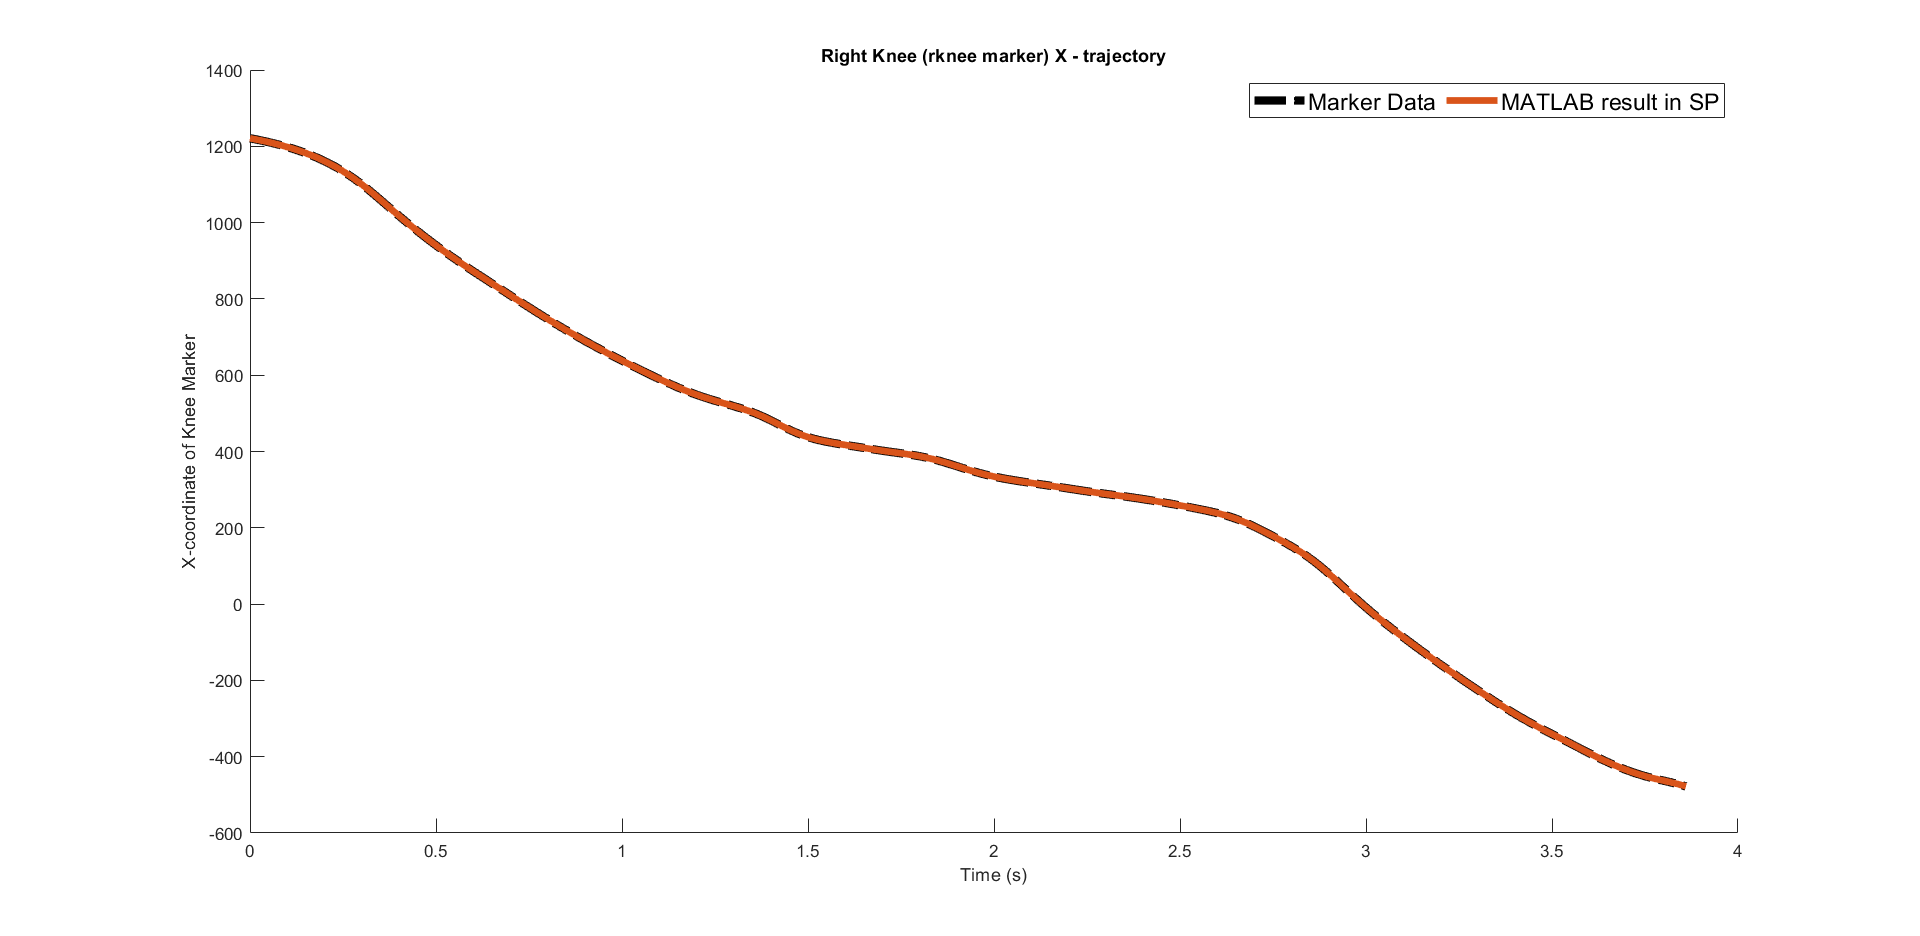 Right Knee (rknee marker) X - trajectory
Marker Data MATLAB result in SP
1400
1200
1000
800
600
400
200
0
-200
-400
-600
X-coordinate of Knee Marker
0 0.5 1 1.5 2 2.5 3 3.5 4
Time (s)